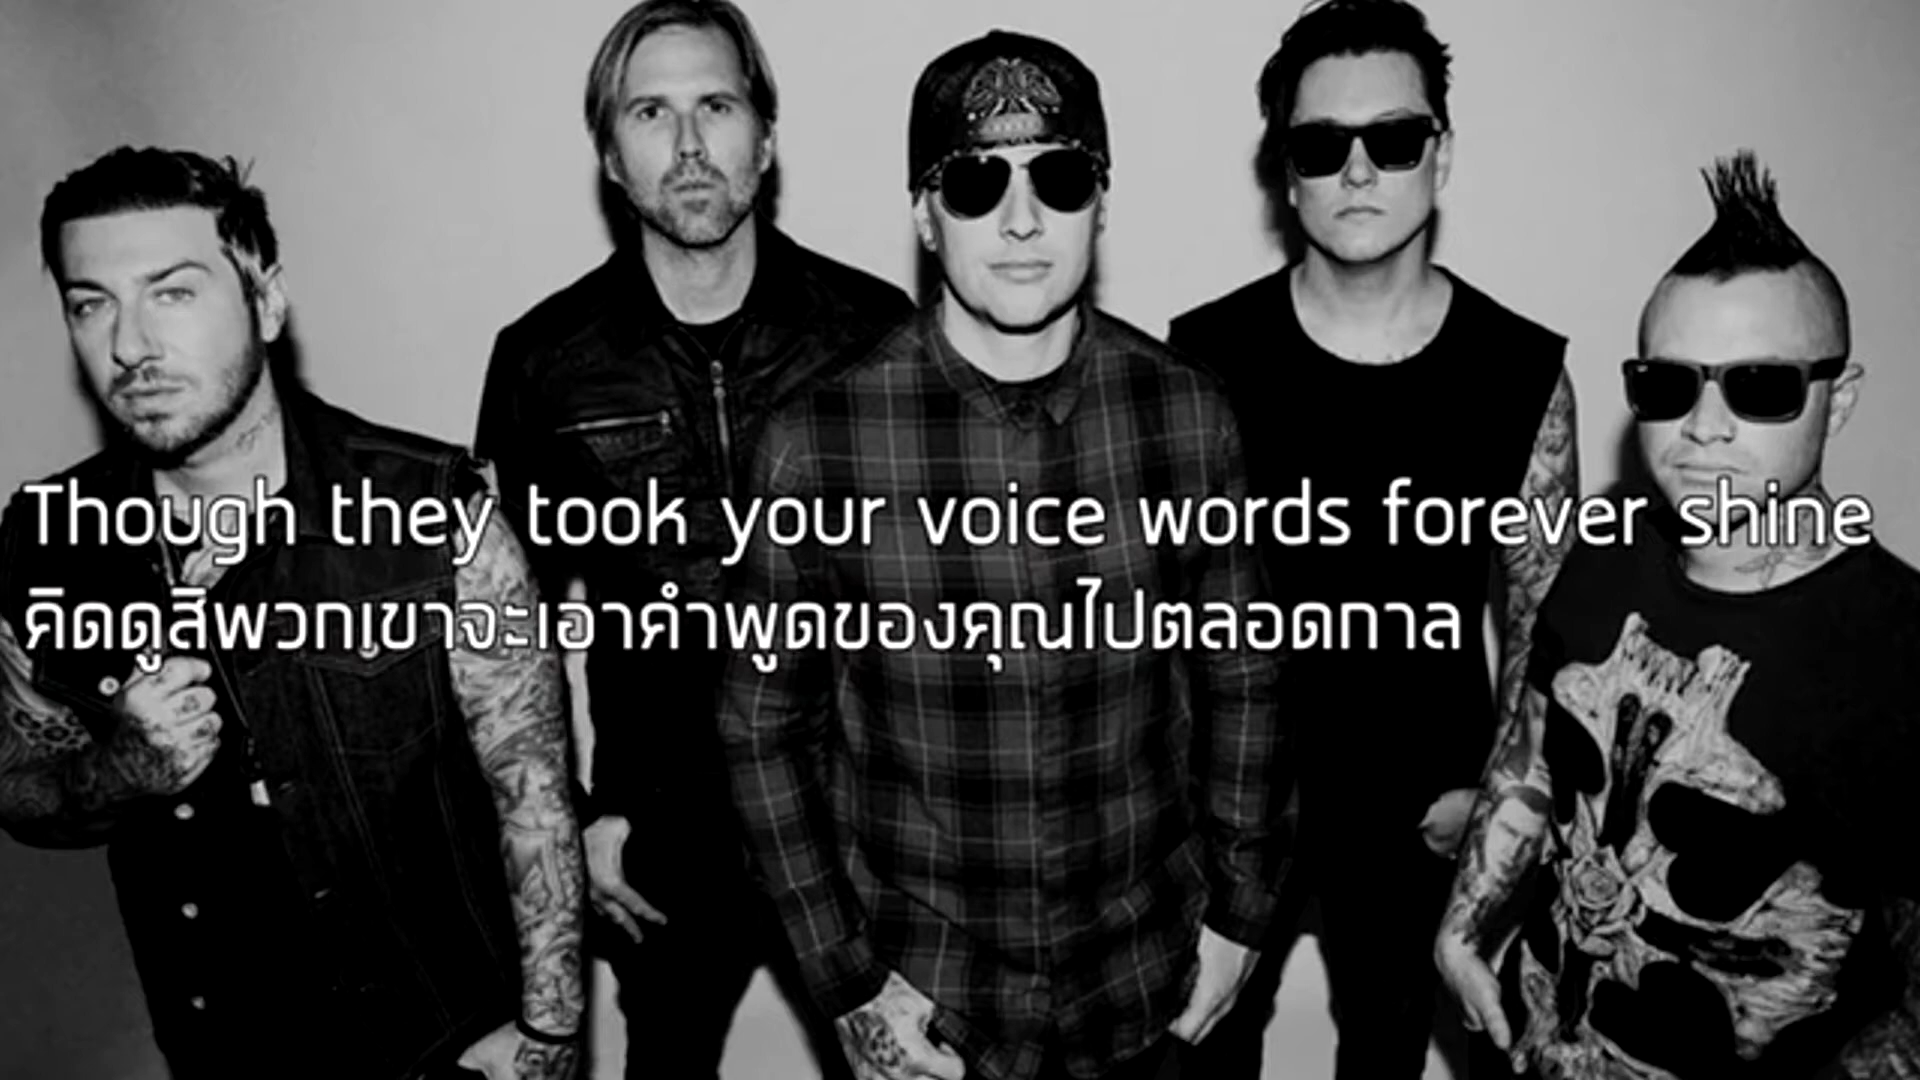 Though they took your voice words forever shine
คิดดูสิพวกเขาจะเอาคำพูดของคุณไปตลอดกาล